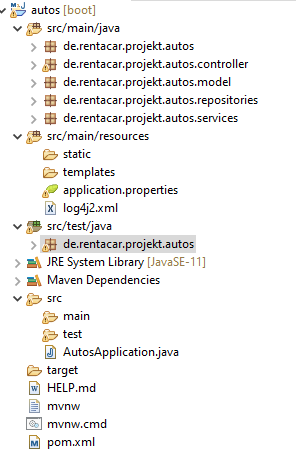 autos [boot]
src/main/java
de.rentacar.projekt.autos
de.rentacar.projekt.autos.controller
de.rentacar.projekt.autos.model
de.rentacar.projekt.autos.repositories
de.rentacar.projekt.autos.services
src/main/resources
static
templates
application.properties
log4j2.xml
src/test/java
de.rentacar.projekt.autos
JRE System Library [JavaSE-11]
Maven Dependencies
src
main
test
AutosApplication.java
target
HELP.md
mvnw
mvnw.cmd
pom.xml